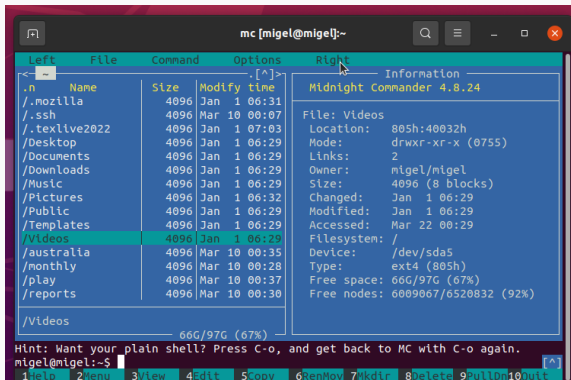 mc [migel@migel]:~
Left File Command Options Right
<- ~ .[^]>
.n Name Size Modify time
/.mozilla 4096 Jan 1 06:31
/.ssh 4096 Mar 10 00:07
/.texlive2022 4096 Jan 1 07:03
/Desktop 4096 Jan 1 06:29
/Documents 4096 Jan 1 06:29
/Downloads 4096 Jan 1 06:29
/Music 4096 Jan 1 06:29
/Pictures 4096 Jan 1 06:32
/Public 4096 Jan 1 06:29
/Templates 4096 Jan 1 06:29
/Videos 4096 Jan 1 06:29
/australia 4096 Mar 10 00:35
/monthly 4096 Mar 10 00:28
/play 4096 Mar 10 00:37
/reports 4096 Mar 10 00:30
/Videos
66G/97G (67%)
Information
Midnight Commander 4.8.24
File: Videos
Location: 805h:40032h
Mode: drwxr-xr-x (0755)
Links: 2
Owner: migel/migel
Size: 4096 (8 blocks)
Changed: Jan 1 06:29
Modified: Jan 1 06:29
Accessed: Mar 22 00:29
Filesystem: /
Device: /dev/sda5
Type: ext4 (805h)
Free space: 66G/97G (67%)
Free nodes: 6009067/6520832 (92%)
Hint: Want your plain shell? Press C-o, and get back to MC with C-o again.
migel@migel:~$ [^]
1Help 2Menu 3View 4Edit 5Copy 6RenMov 7Mkdir 8Delete 9PullDn 10Quit